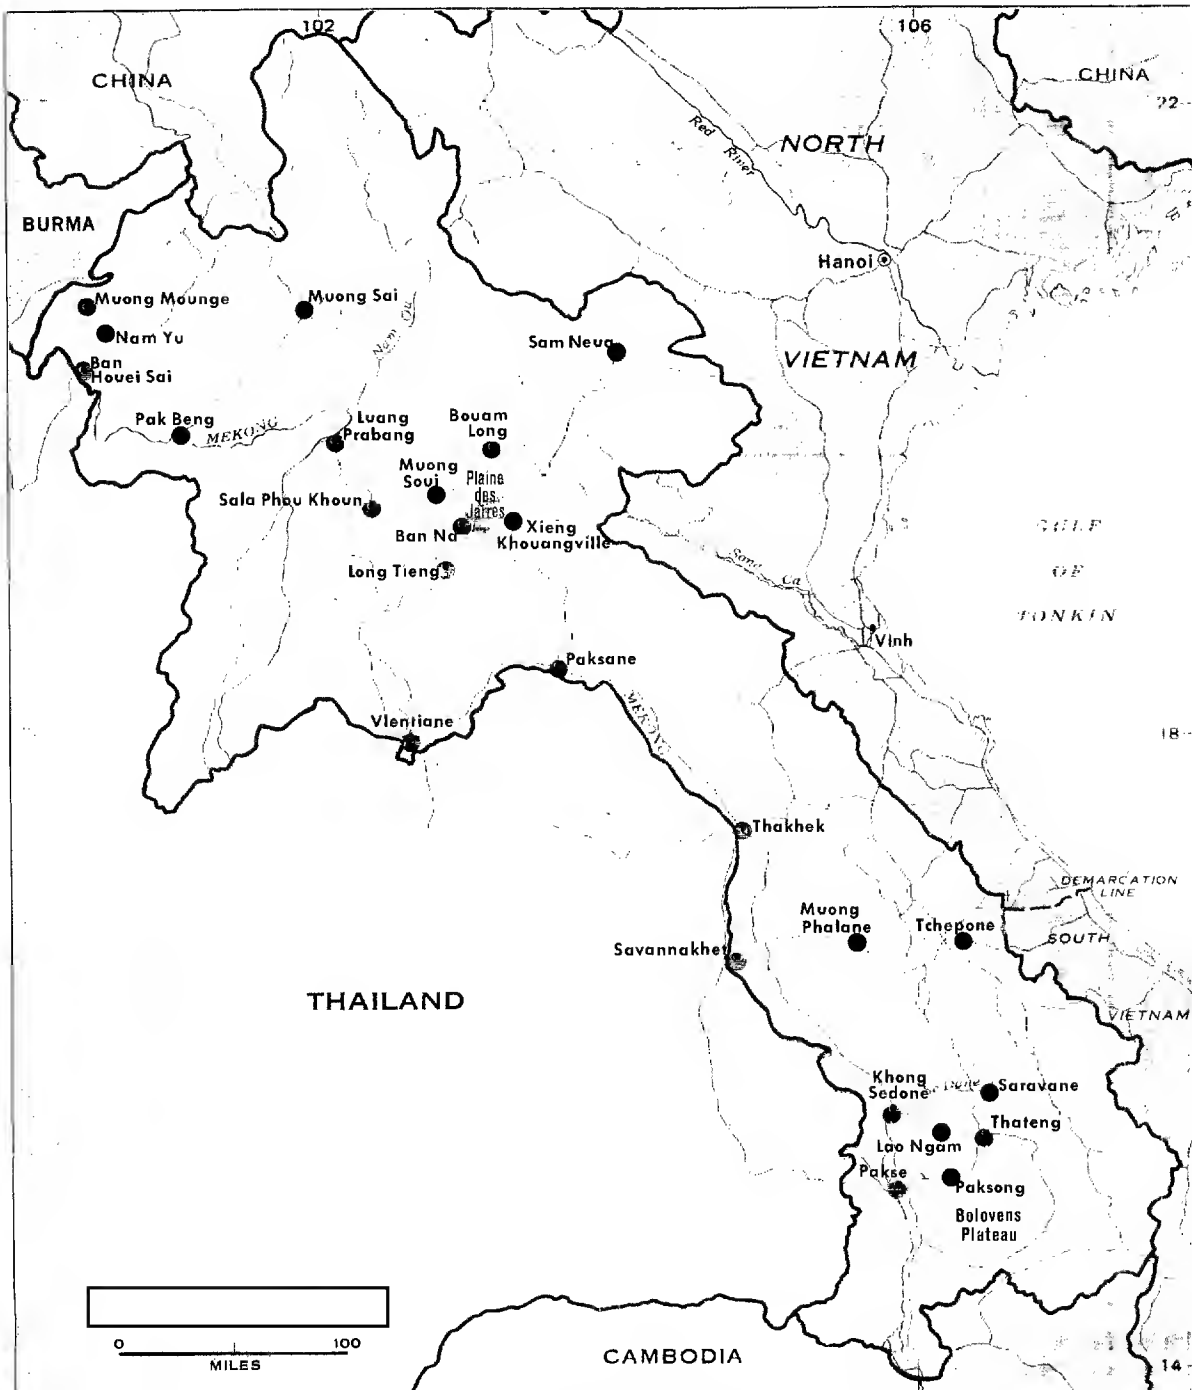 102
106
CHINA
CHINA
22
Red
River
NORTH
BURMA
Hanoi
Muong Mounge
Muong Sai
Nam Ou
Nam Yu
Sam Neua
VIETNAM
Ban
Houei Sai
Pak Beng
MEKONG
Luang
Prabang
Bouam
Long
Muong
Soui
Plaine
des
Jarres
Sala Phou Khoun
Ban Na
Xieng
Khouangville
GULF
OF
TONKIN
Long Tieng
Song
Ca
Vinh
Paksane
MEKONG
Vientiane
18
Thakhek
DEMARCATION
LINE
Muong
Phalane
Tchepone
SOUTH
Savannakhet
THAILAND
VIETNAM
Khong
Sedone
Saravane
Thateng
Lao Ngam
Pakse
Paksong
Bolovens
Plateau
0
100
MILES
CAMBODIA
14